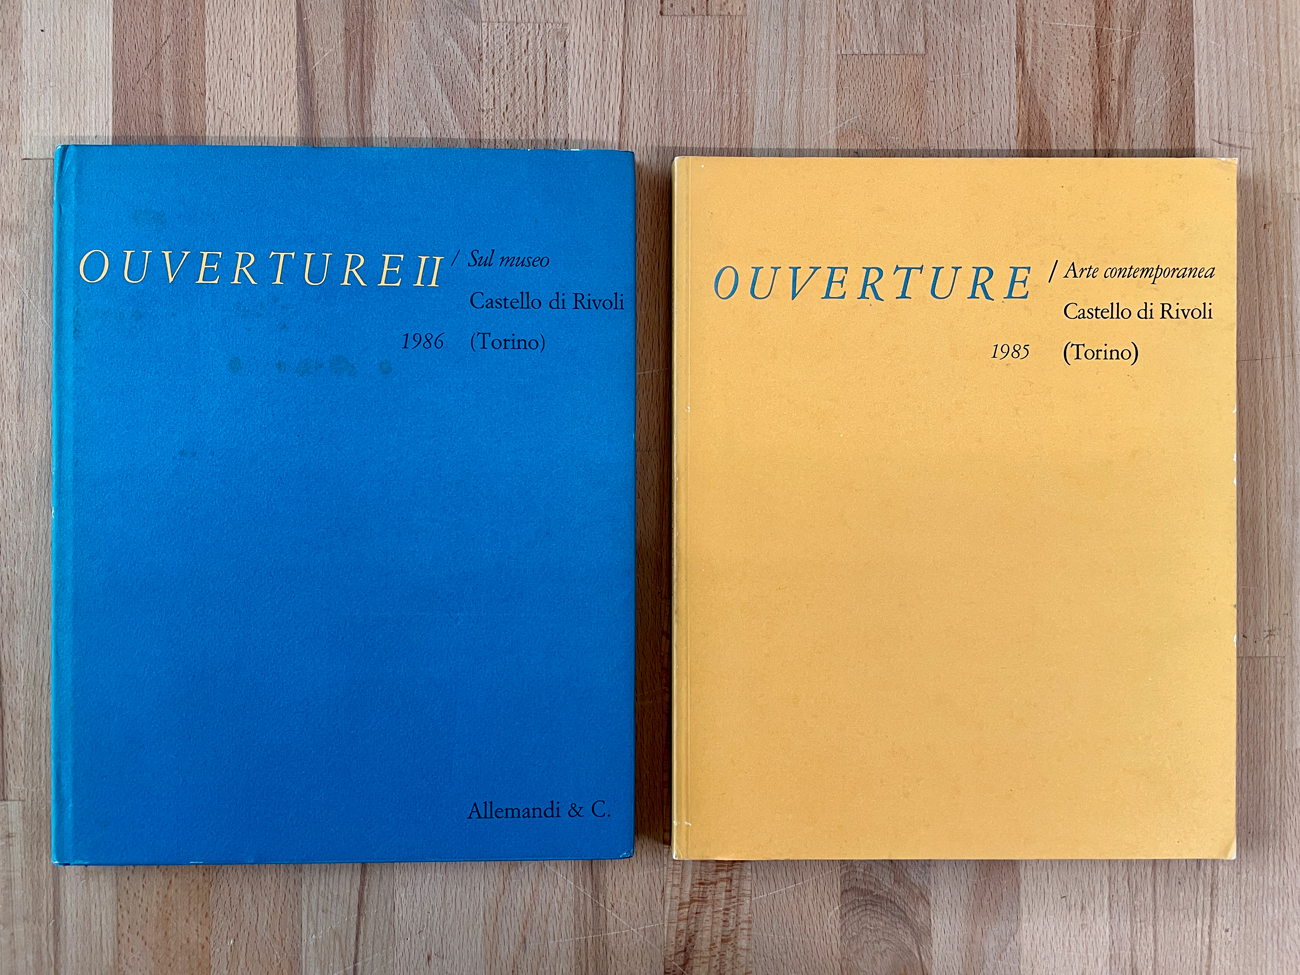 OUVERTURE II / Sul museo
Castello di Rivoli
1986 (Torino)
Allemandi & C.
OUVERTURE / Arte contemporanea
Castello di Rivoli
1985 (Torino)